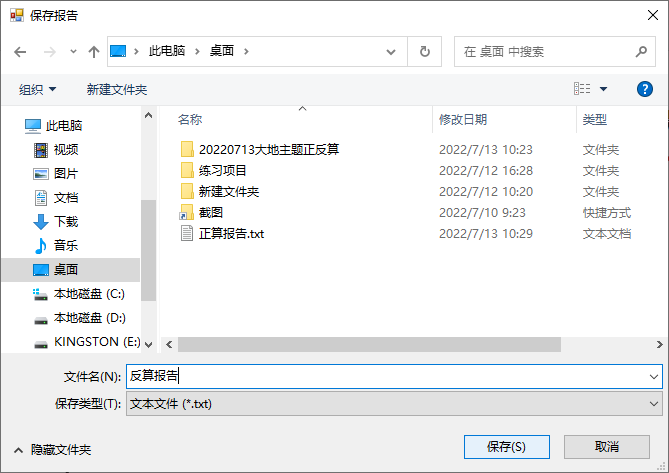 保存报告
此电脑 桌面
在 桌面 中搜索
组织 新建文件夹
名称 修改日期 类型
此电脑
视频
图片
文档
下载
音乐
桌面
本地磁盘 (C:)
本地磁盘 (D:)
KINGSTON (E:)
20220713大地主题正反算 2022/7/13 10:23 文件夹
练习项目 2022/7/12 16:28 文件夹
新建文件夹 2022/7/12 10:20 文件夹
截图 2022/7/10 9:23 快捷方式
正算报告.txt 2022/7/13 10:29 文本文档
文件名(N): 反算报告
保存类型(T): 文本文件 (*.txt)
隐藏文件夹 保存(S) 取消